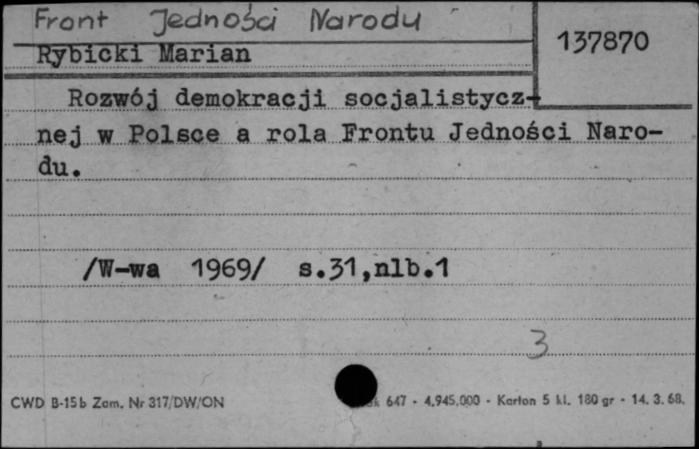 Front Jedności Narodu
137870
Rybicki Marian
Rozwój demokracji socjalistycz-
nej w Polsce a rola Frontu Jedności Naro-
du.
/W-wa 1969/ s.31,nlb.1
3
CWD B-15b Zam. Nr 317/DW/ON 647 - 4.945.000 - Karton 5 kl. 180 gr - 14. 3. 68.